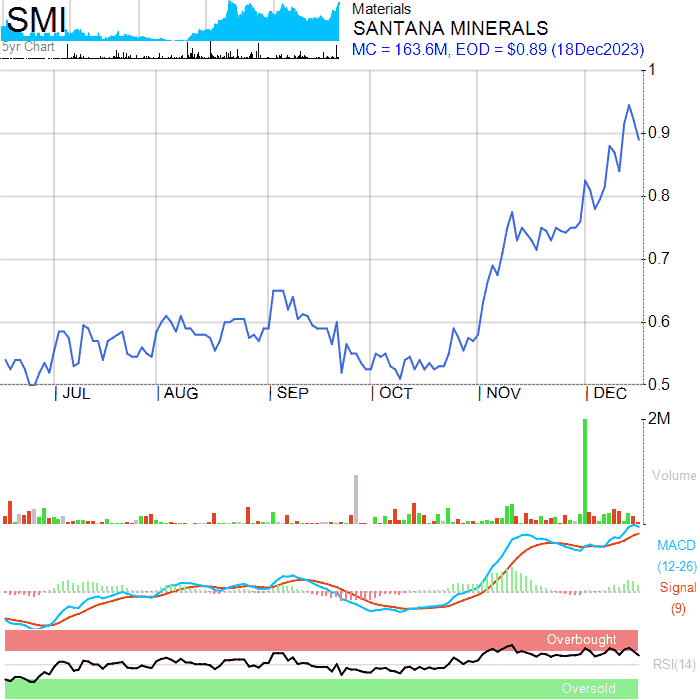 SMI
5yr Chart
Materials
SANTANA MINERALS
MC = 163.6M, EOD = $0.89 (18Dec2023)
1
0.9
0.8
0.7
0.6
0.5
JUL AUG SEP OCT NOV DEC
2M
Volume
MACD
(12-26)
Signal
(9)
Overbought
RSI(14)
Oversold